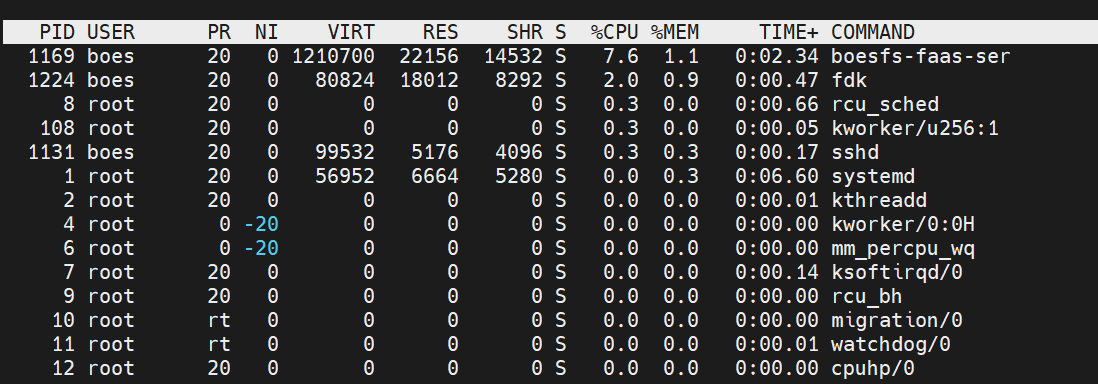 PID USER PR NI VIRT RES SHR S %CPU %MEM TIME+ COMMAND
1169 boes 20 0 1210700 22156 14532 S 7.6 1.1 0:02.34 boesfs-faas-ser
1224 boes 20 0 80824 18012 8292 S 2.0 0.9 0:00.47 fdk
8 root 20 0 0 0 0 S 0.3 0.0 0:00.66 rcu_sched
108 root 20 0 0 0 0 S 0.3 0.0 0:00.05 kworker/u256:1
1131 boes 20 0 99532 5176 4096 S 0.3 0.3 0:00.17 sshd
1 root 20 0 56952 6664 5280 S 0.0 0.3 0:06.60 systemd
2 root 20 0 0 0 0 S 0.0 0.0 0:00.01 kthreadd
4 root 0 -20 0 0 0 S 0.0 0.0 0:00.00 kworker/0:0H
6 root 0 -20 0 0 0 S 0.0 0.0 0:00.00 mm_percpu_wq
7 root 20 0 0 0 0 S 0.0 0.0 0:00.14 ksoftirqd/0
9 root 20 0 0 0 0 S 0.0 0.0 0:00.00 rcu_bh
10 root rt 0 0 0 0 S 0.0 0.0 0:00.00 migration/0
11 root rt 0 0 0 0 S 0.0 0.0 0:00.01 watchdog/0
12 root 20 0 0 0 0 S 0.0 0.0 0:00.00 cpuhp/0